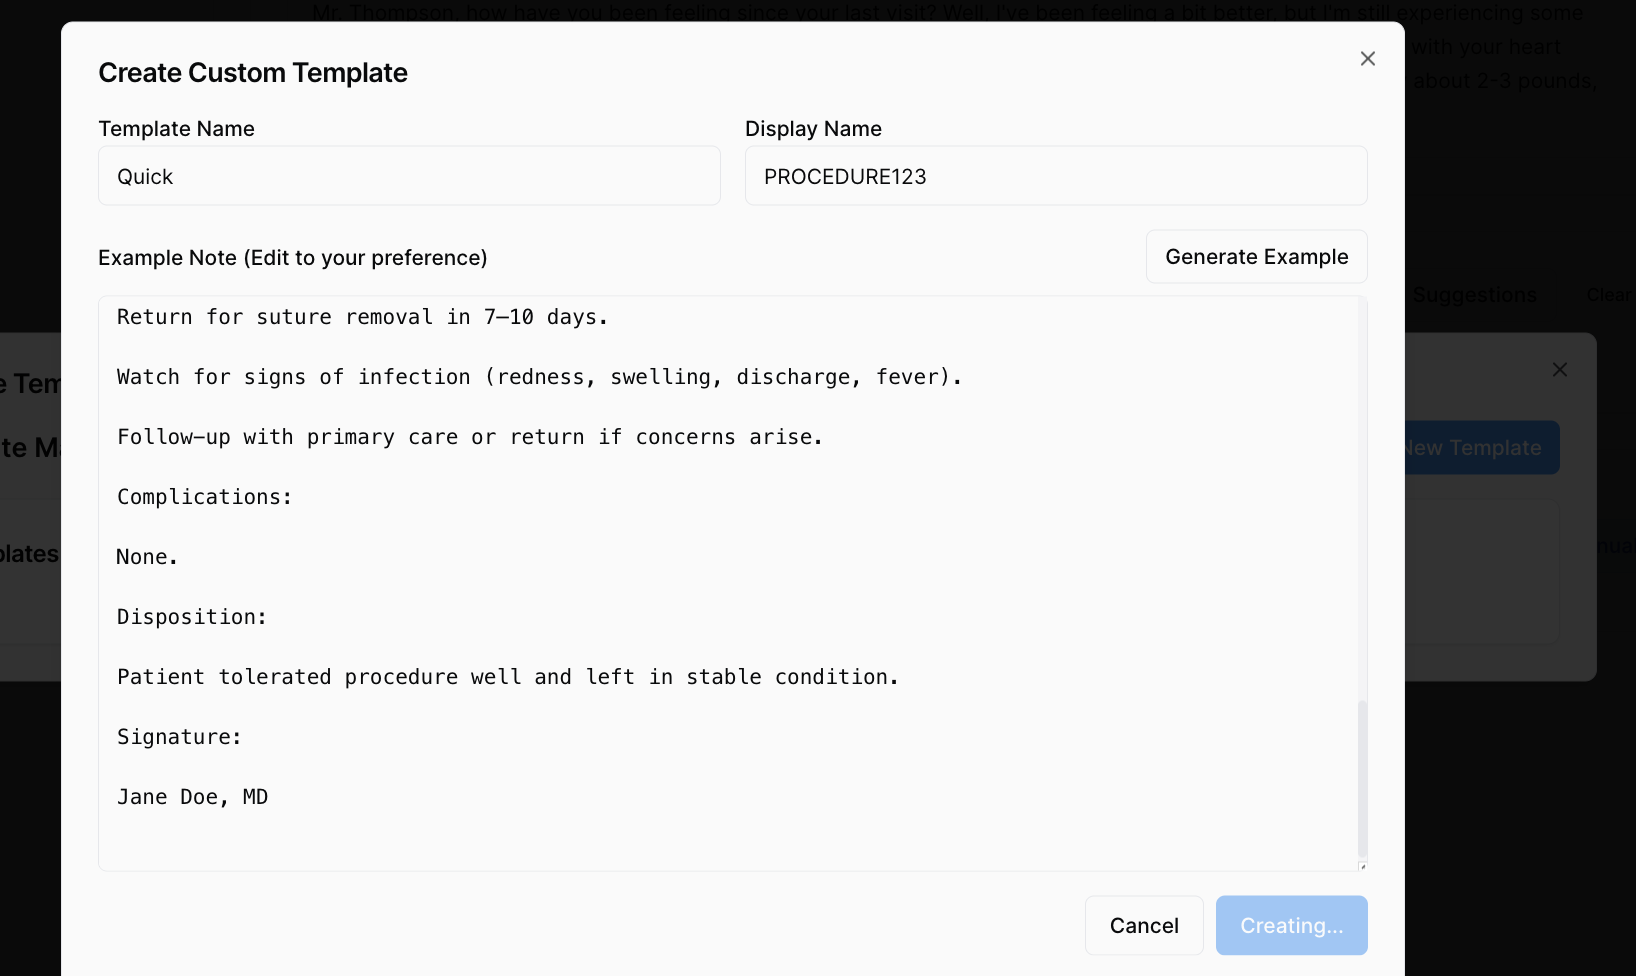 Mr. Thompson, how have you been feeling since your last visit? Well, I've been feeling a bit better, but I'm still experiencing some
with your heart
about 2-3 pounds,
Create Custom Template
Template Name
Display Name
Quick
PROCEDURE123
Example Note (Edit to your preference)
Generate Example
Suggestions
Clear
Return for suture removal in 7–10 days.
Watch for signs of infection (redness, swelling, discharge, fever).
e Tem
Follow-up with primary care or return if concerns arise.
te Ma
New Template
Complications:
None.
plates
nual
Disposition:
Patient tolerated procedure well and left in stable condition.
Signature:
Jane Doe, MD
Cancel
Creating...